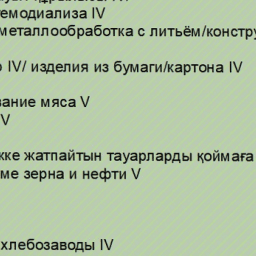 гемодиализа IV
металлообработка с литьём/констру
IV/ изделия из бумаги/картона IV
вание мяса V
V
кке жатпайтын тауарларды қоймаға
ме зерна и нефти V
хлебозаводы IV